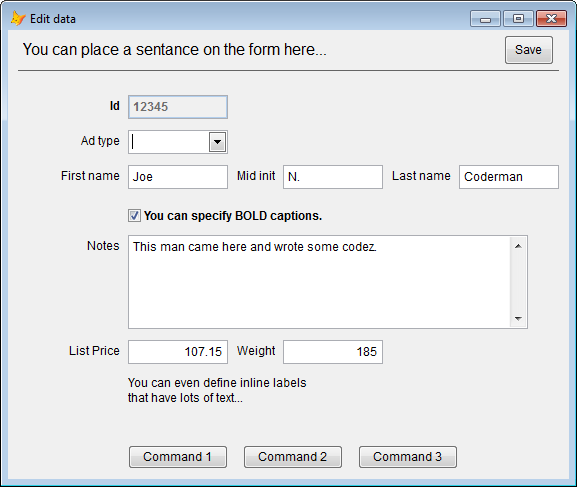 Edit data
You can place a sentence on the form here...
Save
Id 12345
Ad type
First name Joe Mid init N. Last name Coderman
You can specify BOLD captions.
Notes This man came here and wrote some codez.
List Price 107.15 Weight 185
You can even define inline labels
that have lots of text...
Command 1 Command 2 Command 3